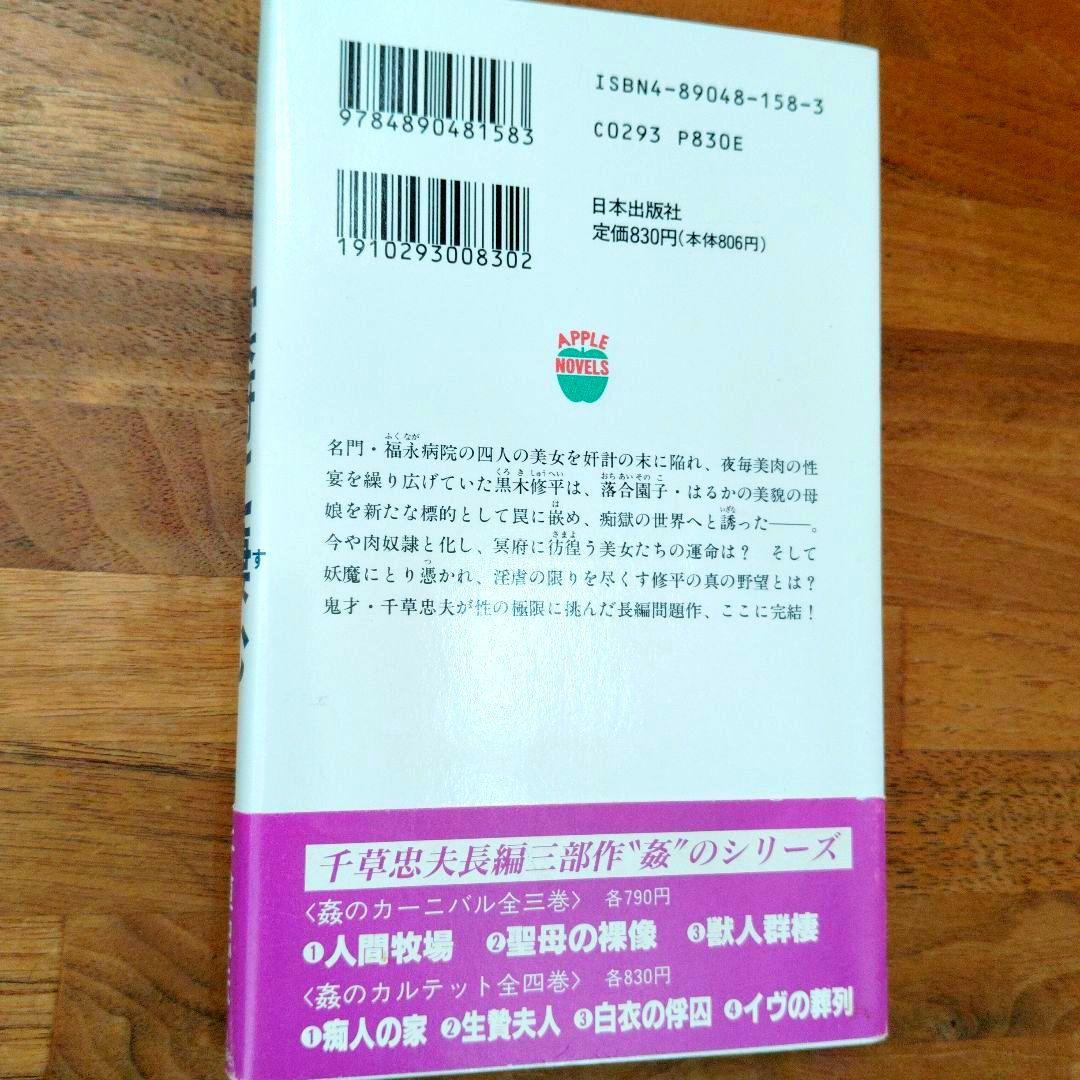 ISBN4-89048-158-3
9784890481583
C0293 P830E
日本出版社
1910293008302
定価830円(本体806円)
APPLE
NOVELS
名門・福永病院の四人の美女を奸計の末に陥れ、夜毎美肉の性
宴を繰り広げていた黒木修平は、落合園子・はるかの美貌の母
娘を新たな標的として罠に嵌め、痴獄の世界へと誘った――。
今や肉奴隷と化し、冥府に彷徨う美女たちの運命は? そして
妖魔にとり憑かれ、淫虐の限りを尽くす修平の真の野望とは?
鬼才・千草忠夫が性の極限に挑んだ長編問題作、ここに完結!
千草忠夫長編三部作〝姦〟のシリーズ
〈姦のカーニバル全三巻〉 各790円
❶人間牧場 ❷聖母の裸像 ❸獣人群棲
〈姦のカルテット全四巻〉 各830円
❶痴人の家 ❷生贄夫人 ❸白衣の俘囚 ❹イヴの葬列